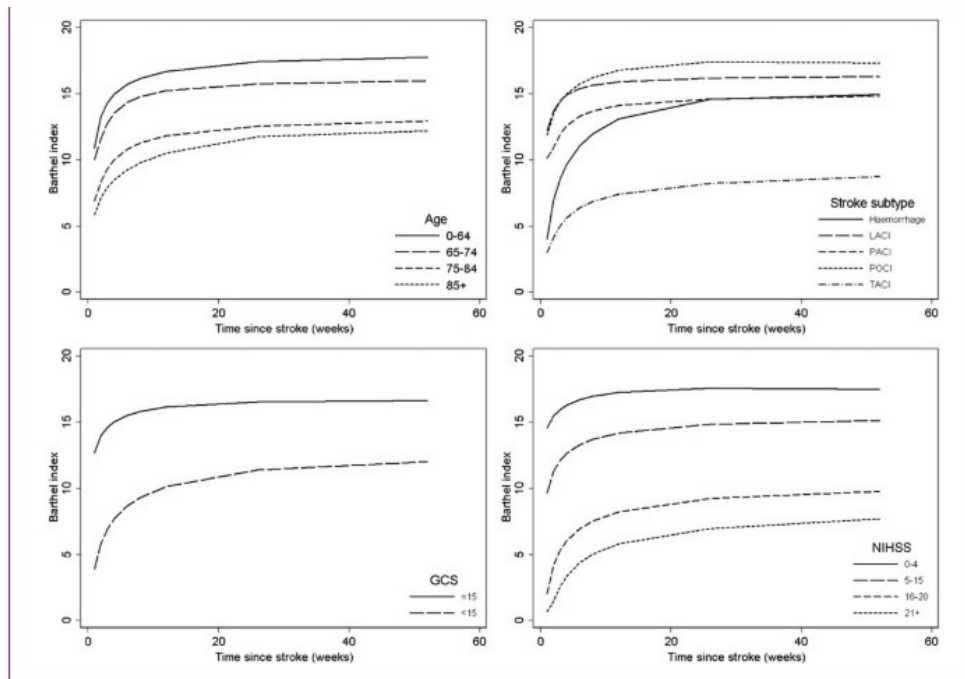 20
15
10
5
0
Barthel index
Age
0-64
65-74
75-84
85+
0 20 40 60
Time since stroke (weeks)
20
15
10
5
0
Barthel index
Stroke subtype
Haemorrhage
LACI
PACI
POCI
TACI
0 20 40 60
Time since stroke (weeks)
20
15
10
5
0
Barthel index
GCS
=15
<15
0 20 40 60
Time since stroke (weeks)
20
15
10
5
0
Barthel index
NIHSS
0-4
5-15
16-20
21+
0 20 40 60
Time since stroke (weeks)